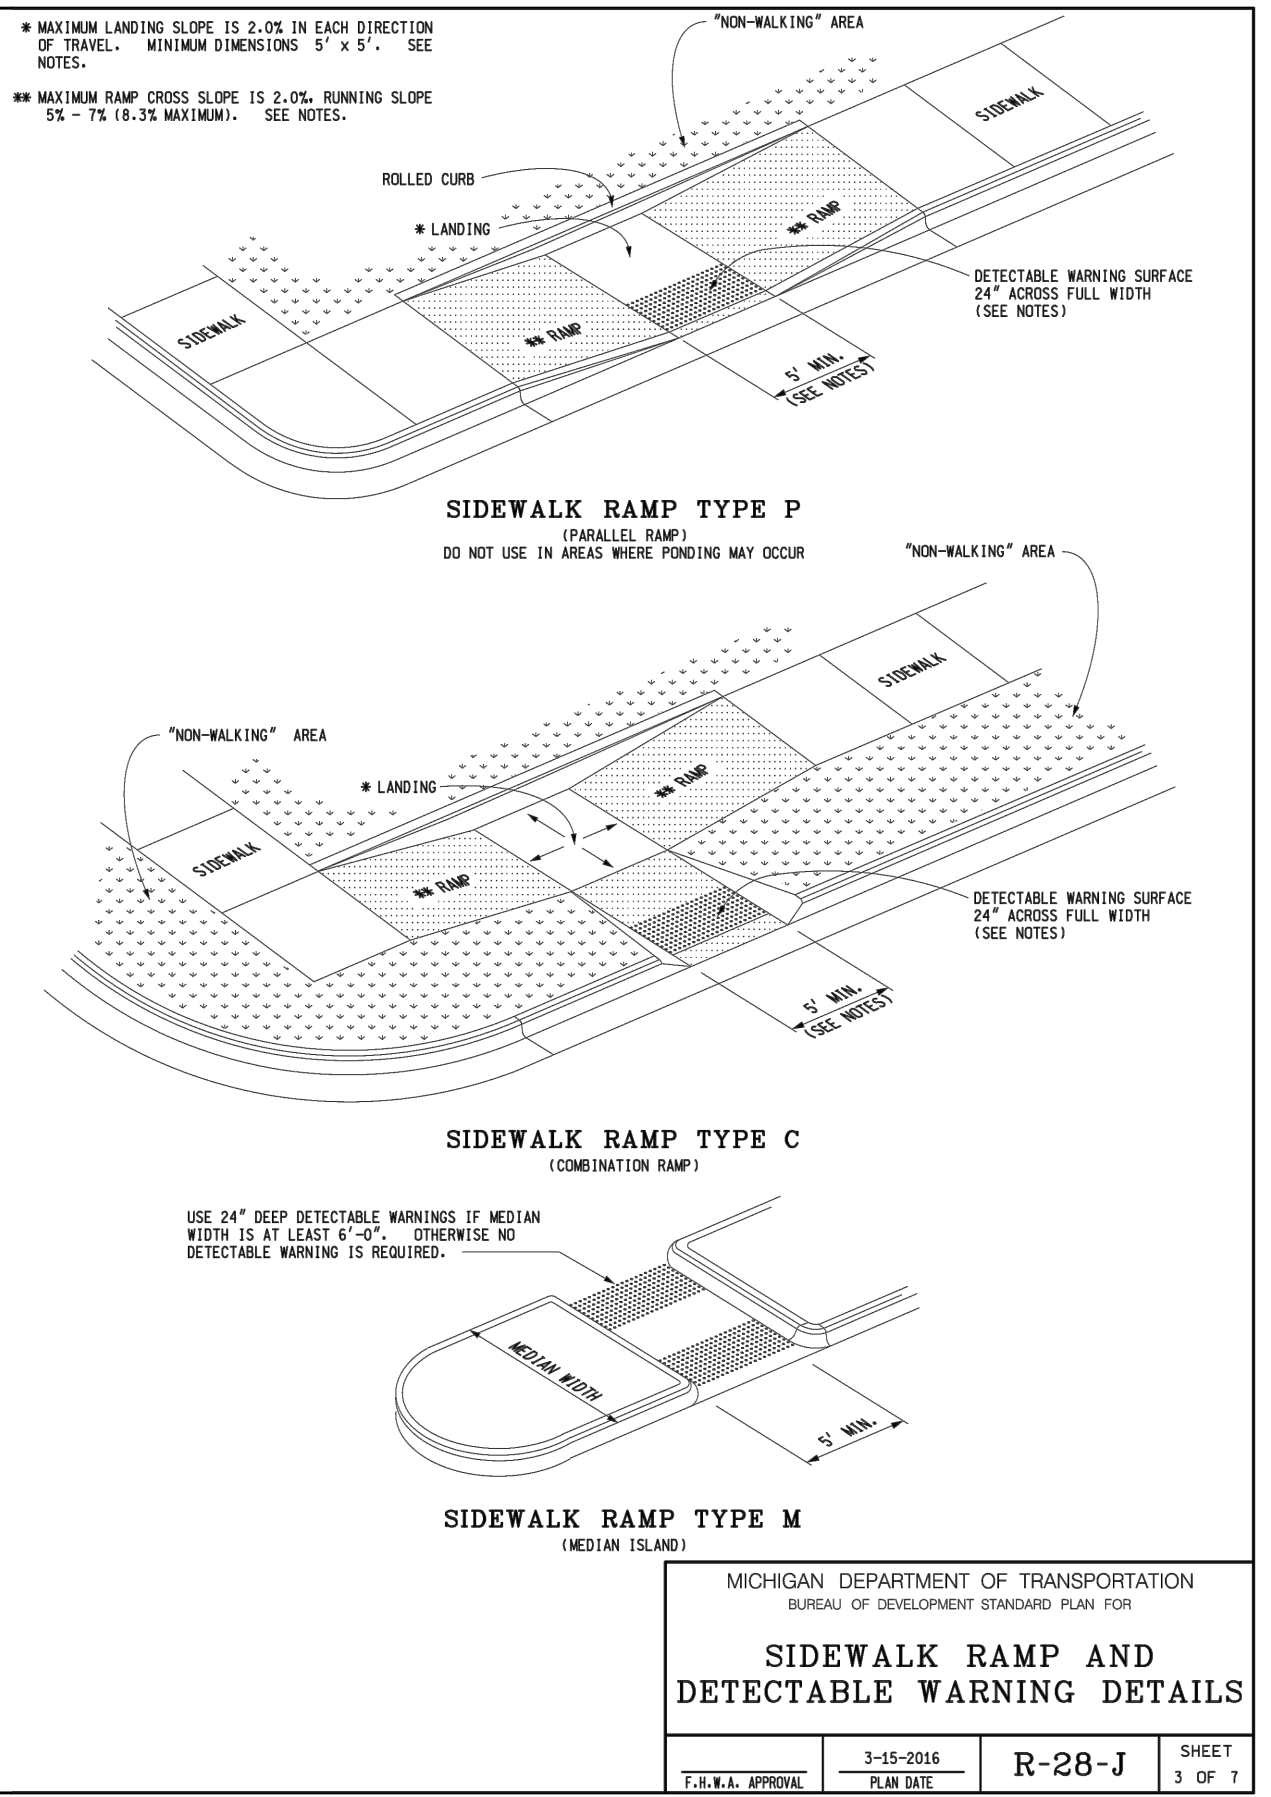 * MAXIMUM LANDING SLOPE IS 2.0% IN EACH DIRECTION
OF TRAVEL. MINIMUM DIMENSIONS 5' x 5'. SEE
NOTES.
** MAXIMUM RAMP CROSS SLOPE IS 2.0%. RUNNING SLOPE
5% - 7% (8.3% MAXIMUM). SEE NOTES.
"NON-WALKING" AREA
SIDEWALK
ROLLED CURB
* LANDING
** RAMP
DETECTABLE WARNING SURFACE
24" ACROSS FULL WIDTH
(SEE NOTES)
SIDEWALK
** RAMP
5' MIN.
(SEE NOTES)
SIDEWALK RAMP TYPE P
(PARALLEL RAMP)
DO NOT USE IN AREAS WHERE PONDING MAY OCCUR
"NON-WALKING" AREA
SIDEWALK
"NON-WALKING" AREA
* LANDING
** RAMP
SIDEWALK
** RAMP
DETECTABLE WARNING SURFACE
24" ACROSS FULL WIDTH
(SEE NOTES)
5' MIN.
(SEE NOTES)
SIDEWALK RAMP TYPE C
(COMBINATION RAMP)
USE 24" DEEP DETECTABLE WARNINGS IF MEDIAN
WIDTH IS AT LEAST 6'-0". OTHERWISE NO
DETECTABLE WARNING IS REQUIRED.
MEDIAN WIDTH
5' MIN.
SIDEWALK RAMP TYPE M
(MEDIAN ISLAND)
MICHIGAN DEPARTMENT OF TRANSPORTATION
BUREAU OF DEVELOPMENT STANDARD PLAN FOR
SIDEWALK RAMP AND
DETECTABLE WARNING DETAILS
F.H.W.A. APPROVAL
3-15-2016
PLAN DATE
R-28-J
SHEET
3 OF 7